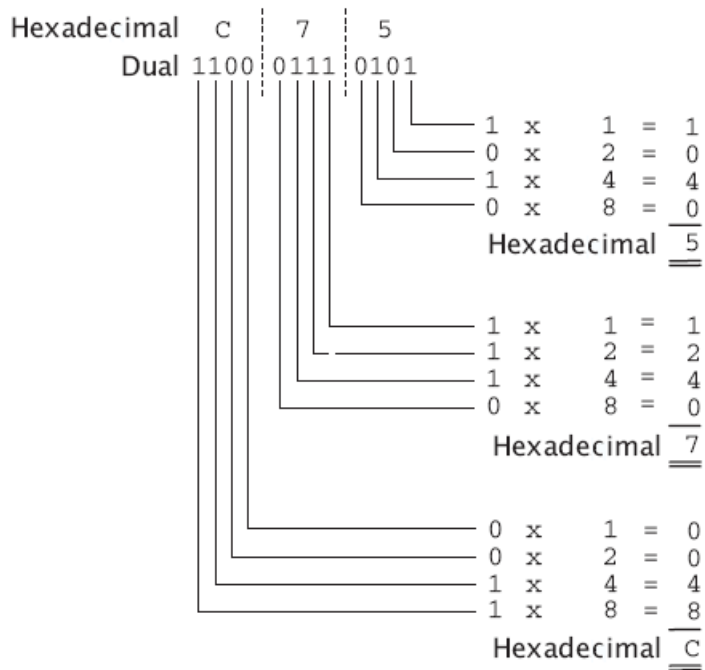 Hexadecimal C 7 5
Dual 1100 0111 0101
1 x 1 = 1
0 x 2 = 0
1 x 4 = 4
0 x 8 = 0
Hexadecimal 5
1 x 1 = 1
1 x 2 = 2
1 x 4 = 4
0 x 8 = 0
Hexadecimal 7
0 x 1 = 0
0 x 2 = 0
1 x 4 = 4
1 x 8 = 8
Hexadecimal C